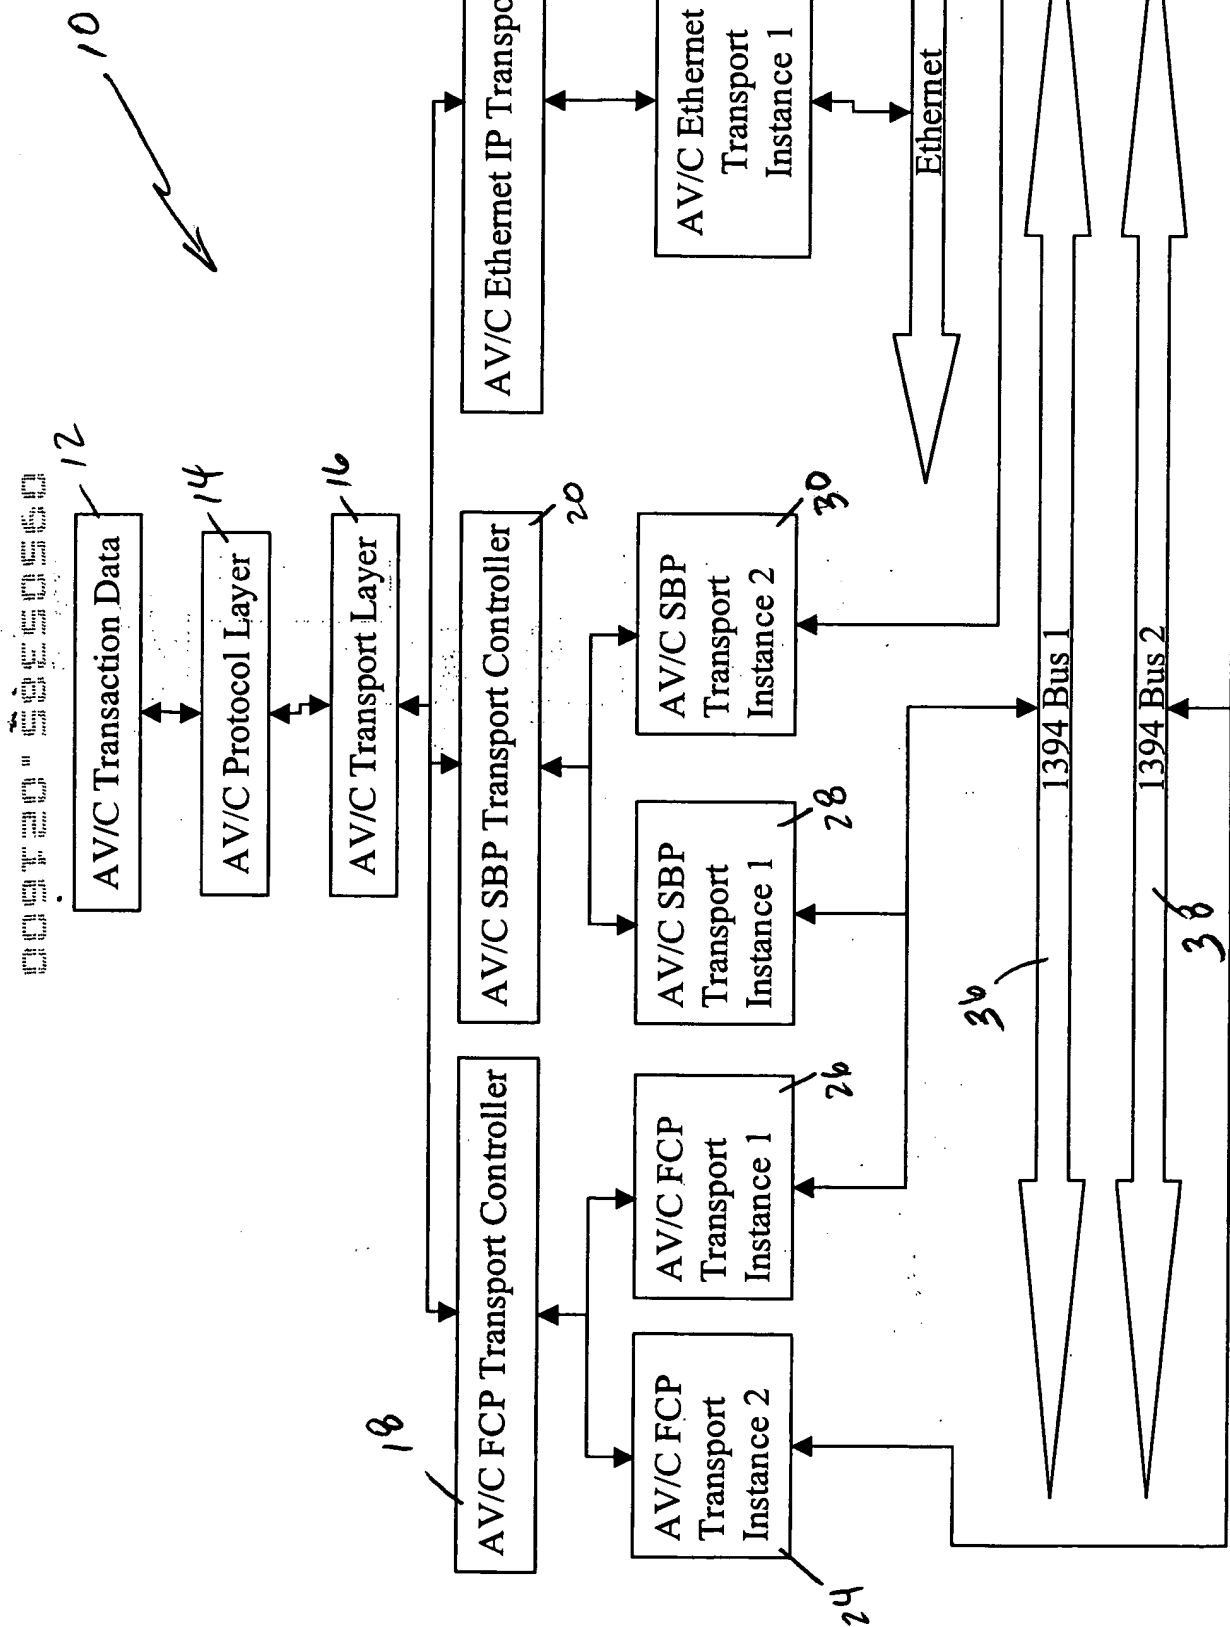 09505385.021600
10
AV/C Transaction Data
12
AV/C Protocol Layer
14
AV/C Transport Layer
16
AV/C FCP Transport Controller
18
AV/C SBP Transport Controller
20
AV/C Ethernet IP
AV/C FCP
Transport
Instance 2
24
AV/C FCP
Transport
Instance 1
26
AV/C SBP
Transport
Instance 1
28
AV/C SBP
Transport
Instance 2
30
AV/C Ethernet
Transport
Instance 1
Ethernet
1394 Bus 1
36
1394 Bus 2
38